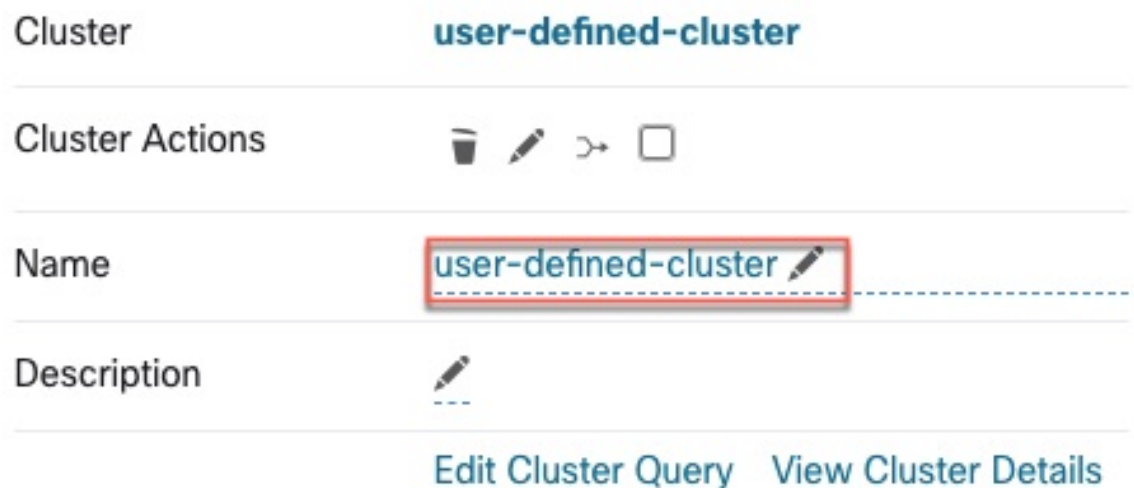 Cluster user-defined-cluster
Cluster Actions
Name user-defined-cluster
Description
Edit Cluster Query View Cluster Details